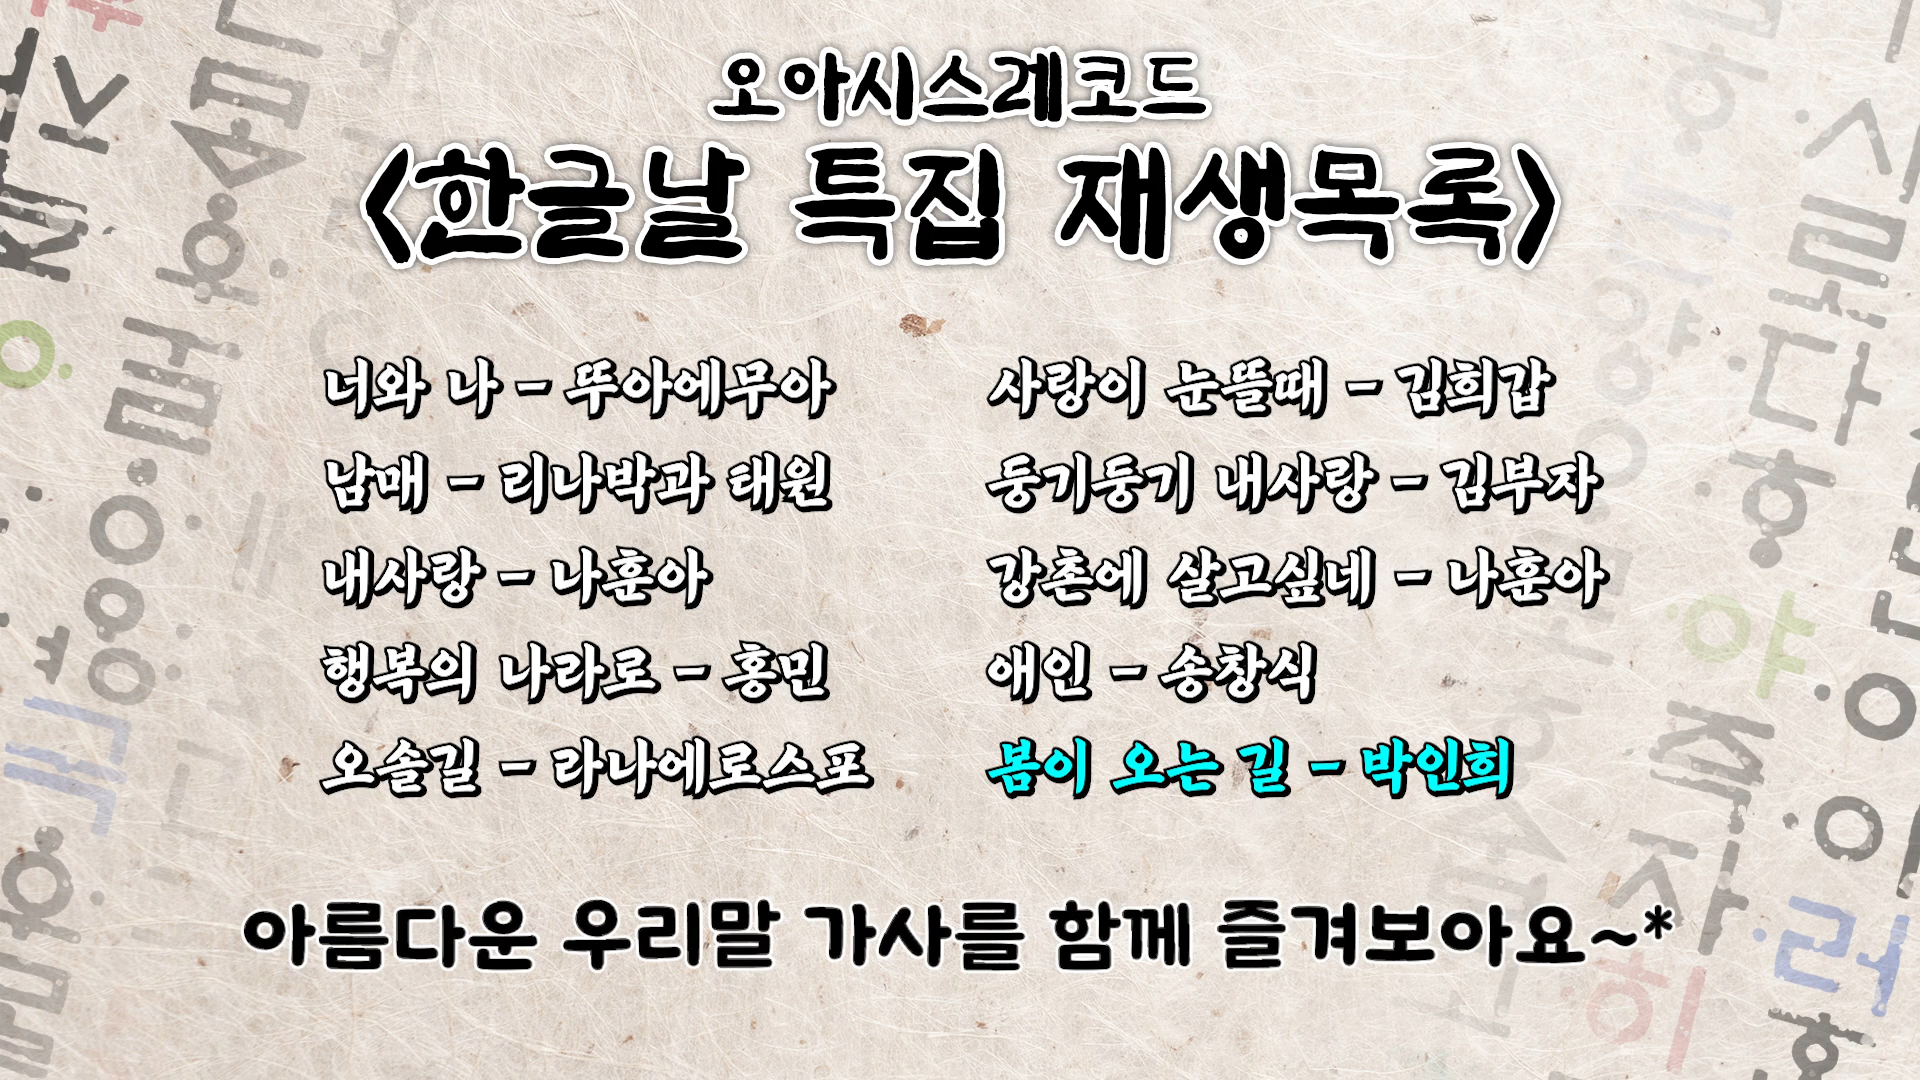 오아시스레코드
<한글날 특집 재생목록>
너와 나 - 뚜아에무아
남매 - 리나박과 태원
내사랑 - 나훈아
행복의 나라로 - 홍민
오솔길 - 라나에로스포
사랑이 눈뜰때 - 김희갑
둥기둥기 내사랑 - 김부자
강촌에 살고싶네 - 나훈아
애인 - 송창식
봄이 오는 길 - 박인희
아름다운 우리말 가사를 함께 즐겨보아요~*